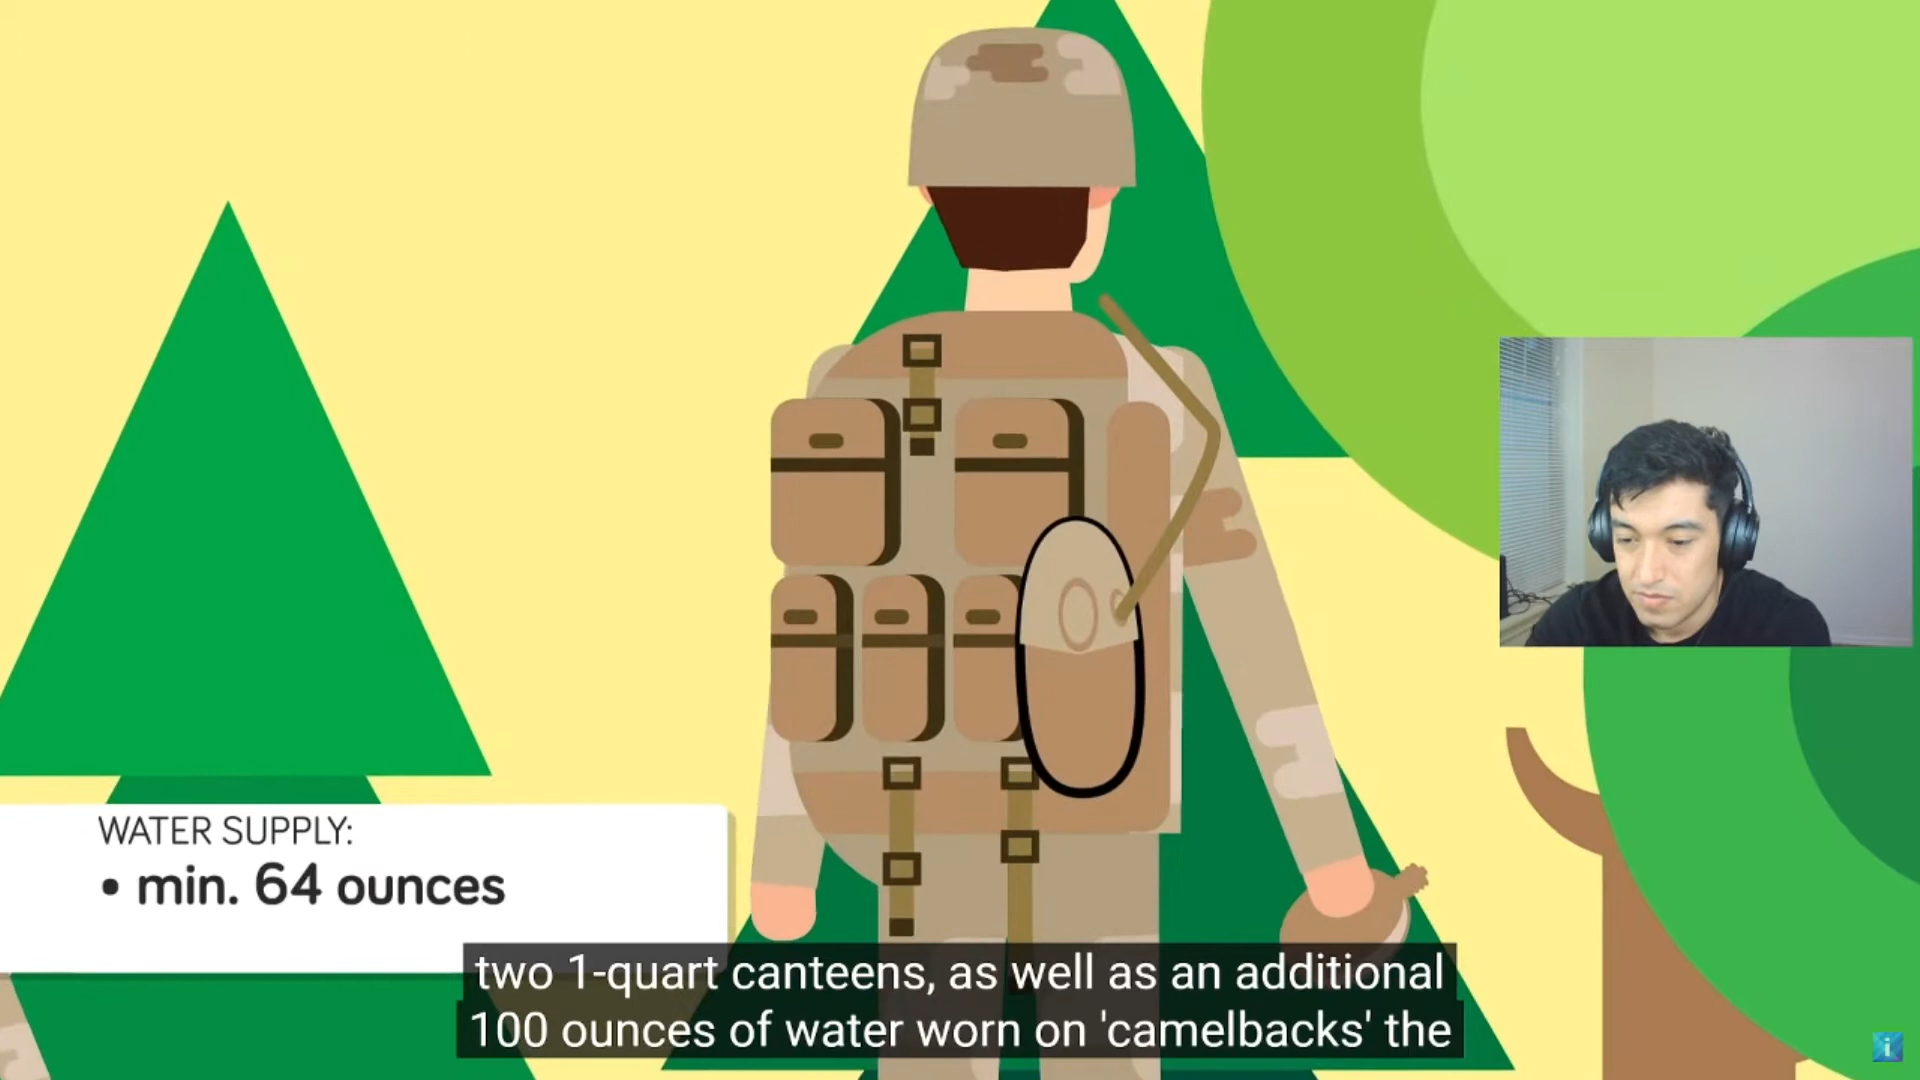 WATER SUPPLY:
• min. 64 ounces
two 1-quart canteens, as well as an additional
100 ounces of water worn on 'camelbacks' the
i